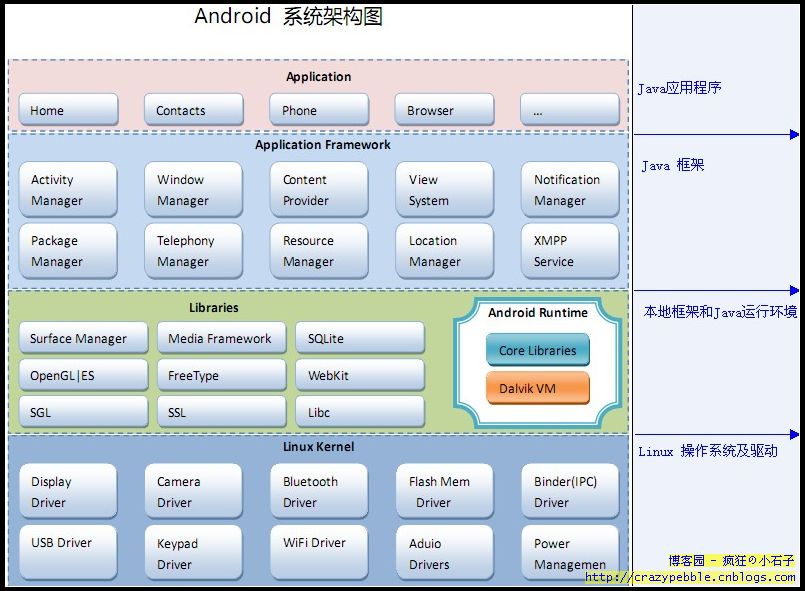 Android 系统架构图
Application
Home
Contacts
Phone
Browser
...
Java应用程序
Application Framework
Activity
Manager
Window
Manager
Content
Provider
View
System
Notification
Manager
Package
Manager
Telephony
Manager
Resource
Manager
Location
Manager
XMPP
Service
Java 框架
Libraries
Surface Manager
Media Framework
SQLite
OpenGL|ES
FreeType
WebKit
SGL
SSL
Libc
Android Runtime
Core Libraries
Dalvik VM
本地框架和Java运行环境
Linux Kernel
Display
Driver
Camera
Driver
Bluetooth
Driver
Flash Mem
Driver
Binder(IPC)
Driver
USB Driver
Keypad
Driver
WiFi Driver
Aduio
Drivers
Power
Managemen
Linux 操作系统及驱动
博客园 - 疯狂の小石子
http://crazypebble.cnblogs.com